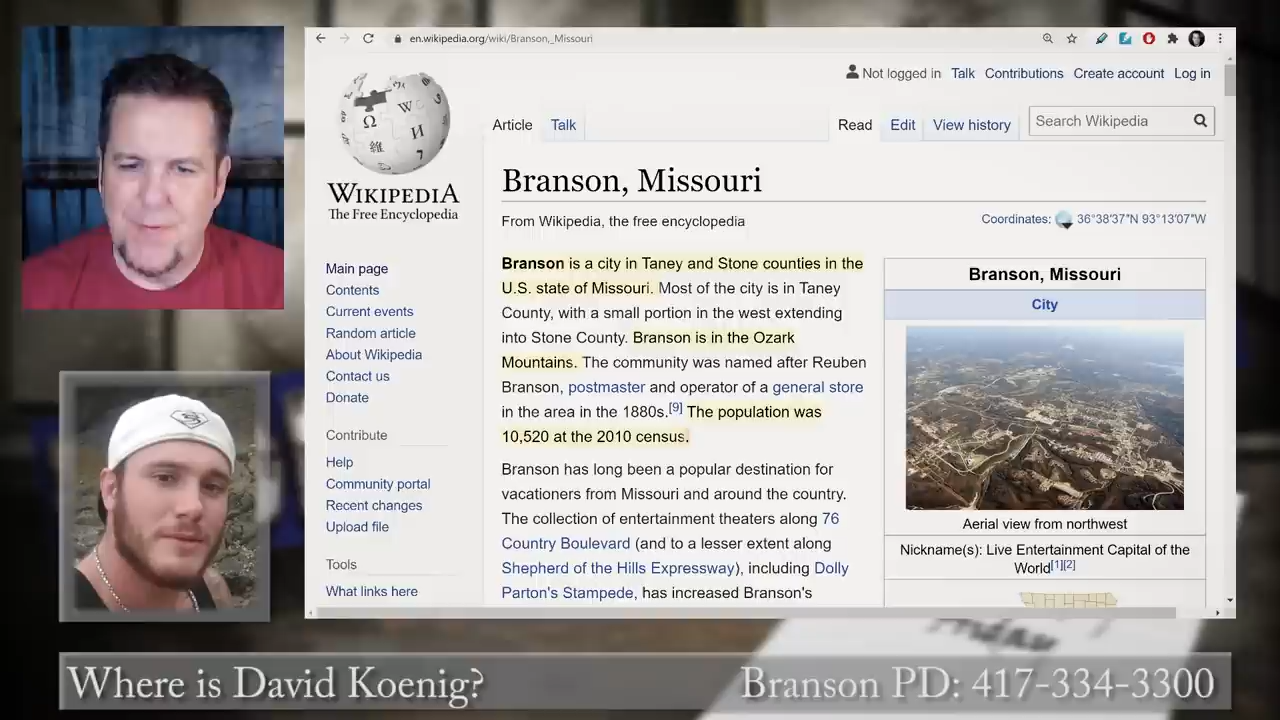 en.wikipedia.org/wiki/Branson,_Missouri
Not logged in Talk Contributions Create account Log in
Article Talk Read Edit View history Search Wikipedia
WIKIPEDIA
The Free Encyclopedia
Branson, Missouri
From Wikipedia, the free encyclopedia
Coordinates: 36°38'37"N 93°13'07"W
Main page
Contents
Current events
Random article
About Wikipedia
Contact us
Donate
Contribute
Help
Community portal
Recent changes
Upload file
Tools
What links here
Branson is a city in Taney and Stone counties in the
U.S. state of Missouri. Most of the city is in Taney
County, with a small portion in the west extending
into Stone County. Branson is in the Ozark
Mountains. The community was named after Reuben
Branson, postmaster and operator of a general store
in the area in the 1880s.[9] The population was
10,520 at the 2010 census.
Branson has long been a popular destination for
vacationers from Missouri and around the country.
The collection of entertainment theaters along 76
Country Boulevard (and to a lesser extent along
Shepherd of the Hills Expressway), including Dolly
Parton's Stampede, has increased Branson's
Branson, Missouri
City
Aerial view from northwest
Nickname(s): Live Entertainment Capital of the
World[1][2]
Where is David Koenig?
Branson PD: 417-334-3300